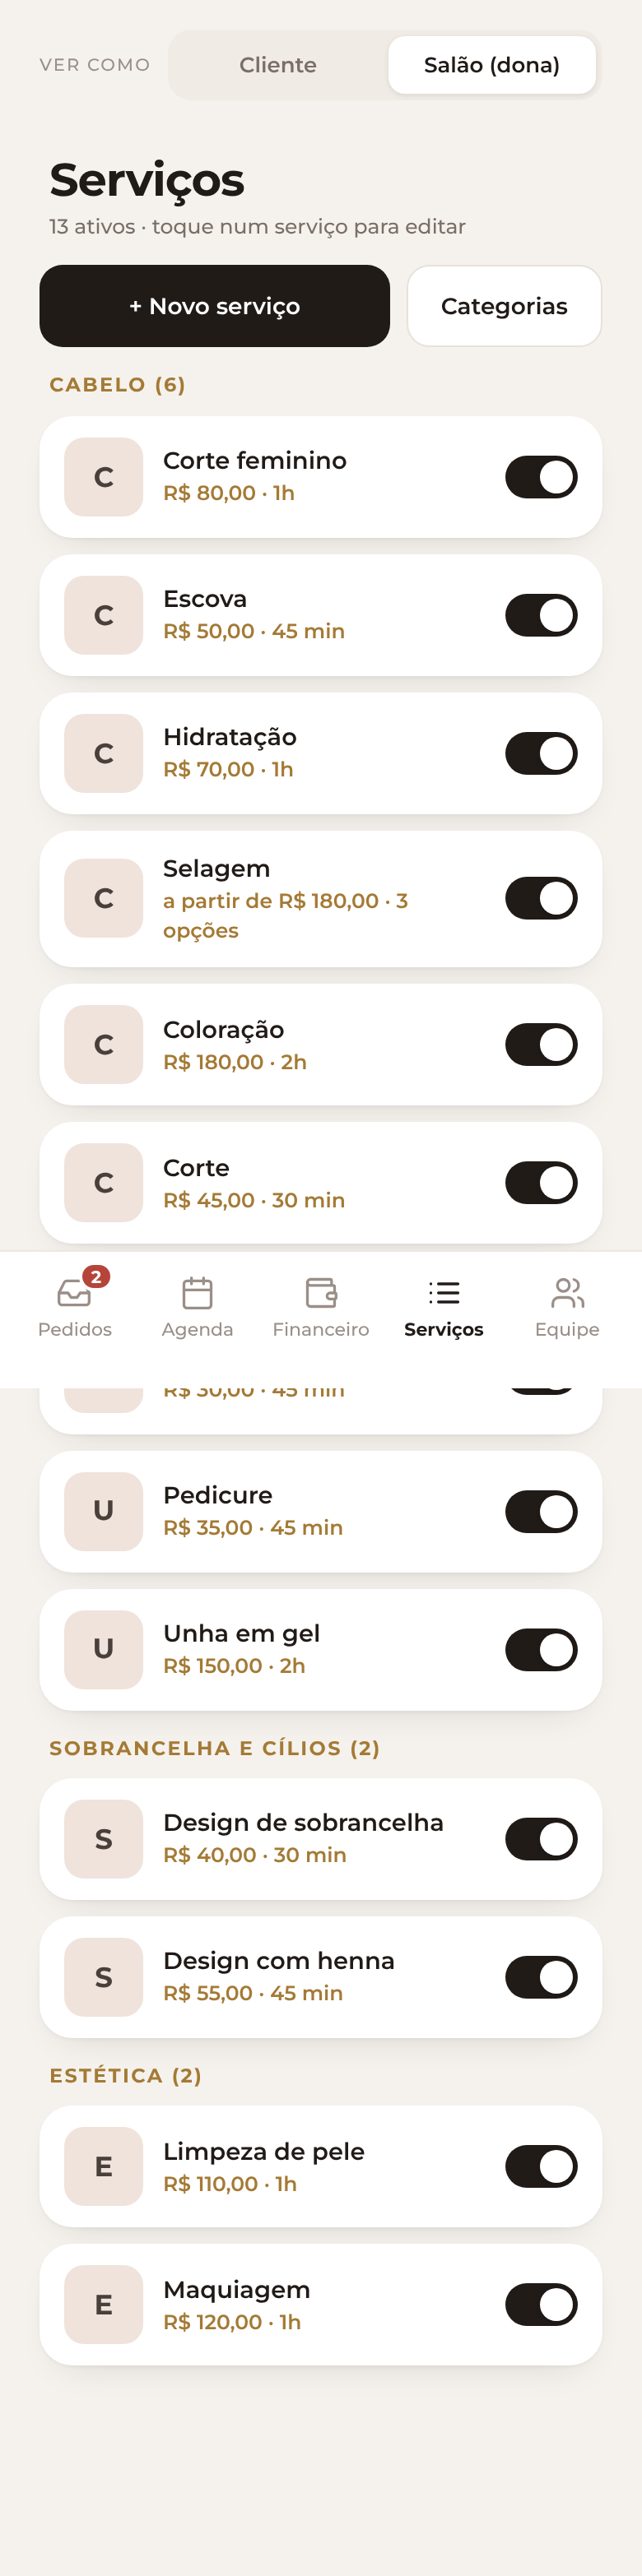 VER COMO
Cliente
Salão (dona)
Serviços
13 ativos · toque num serviço para editar
+ Novo serviço
Categorias
CABELO (6)
C
Corte feminino
R$ 80,00 · 1h
C
Escova
R$ 50,00 · 45 min
C
Hidratação
R$ 70,00 · 1h
C
Selagem
a partir de R$ 180,00 · 3
opções
C
Coloração
R$ 180,00 · 2h
C
Corte
R$ 45,00 · 30 min
2
Pedidos
Agenda
Financeiro
Serviços
Equipe
R$ 30,00 · 45 min
U
Pedicure
R$ 35,00 · 45 min
U
Unha em gel
R$ 150,00 · 2h
SOBRANCELHA E CÍLIOS (2)
S
Design de sobrancelha
R$ 40,00 · 30 min
S
Design com henna
R$ 55,00 · 45 min
ESTÉTICA (2)
E
Limpeza de pele
R$ 110,00 · 1h
E
Maquiagem
R$ 120,00 · 1h